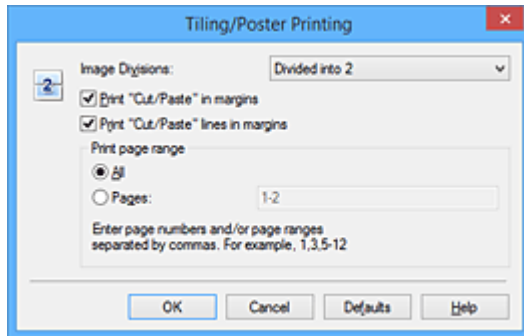 Tiling/Poster Printing
Image Divisions: Divided into 2
2
Print "Cut/Paste" in margins
Print "Cut/Paste" lines in margins
Print page range
All
Pages: 1-2
Enter page numbers and/or page ranges
separated by commas. For example, 1,3,5-12
OK Cancel Defaults Help